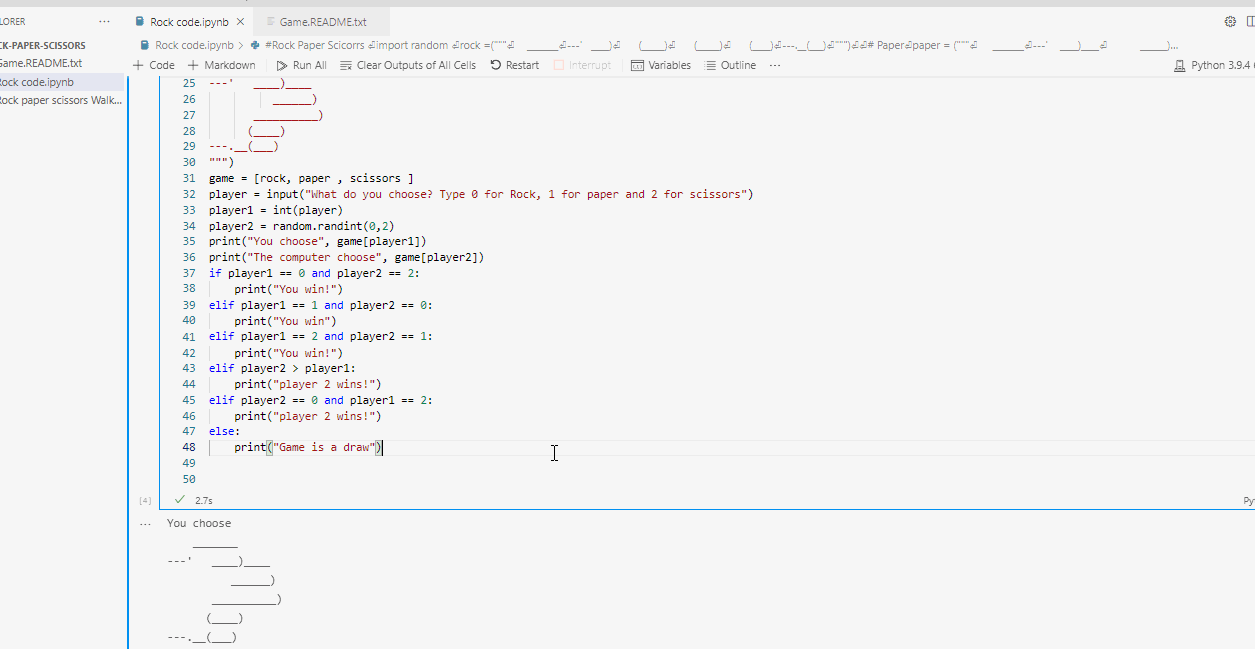 LORER ...
Rock code.ipynb ×
Game.README.txt
CK-PAPER-SCISSORS
Game.README.txt
Rock code.ipynb
Rock paper scissors Walk...
Rock code.ipynb > #Rock Paper Scicorrs ⏎import random ⏎rock =("""⏎ _______⏎---' ____)⏎ (_____)⏎ (_____)⏎ (____)⏎---.__(___)⏎""")⏎⏎# Paper⏎paper = ("""⏎ _______⏎---' ____)____⏎ ______)...
+ Code + Markdown Run All Clear Outputs of All Cells Restart Interrupt Variables Outline ... Python 3.9.4
25 ---' ____)____
26 ______)
27 __________)
28 (____)
29 ---.__(___)
30 """)
31 game = [rock, paper , scissors ]
32 player = input("What do you choose? Type 0 for Rock, 1 for paper and 2 for scissors")
33 player1 = int(player)
34 player2 = random.randint(0,2)
35 print("You choose", game[player1])
36 print("The computer choose", game[player2])
37 if player1 == 0 and player2 == 2:
38 print("You win!")
39 elif player1 == 1 and player2 == 0:
40 print("You win")
41 elif player1 == 2 and player2 == 1:
42 print("You win!")
43 elif player2 > player1:
44 print("player 2 wins!")
45 elif player2 == 0 and player1 == 2:
46 print("player 2 wins!")
47 else:
48 print("Game is a draw")
49
50
[4] ✓ 2.7s Py
... You choose
_______
---' ____)____
______)
__________)
(____)
---.__(___)